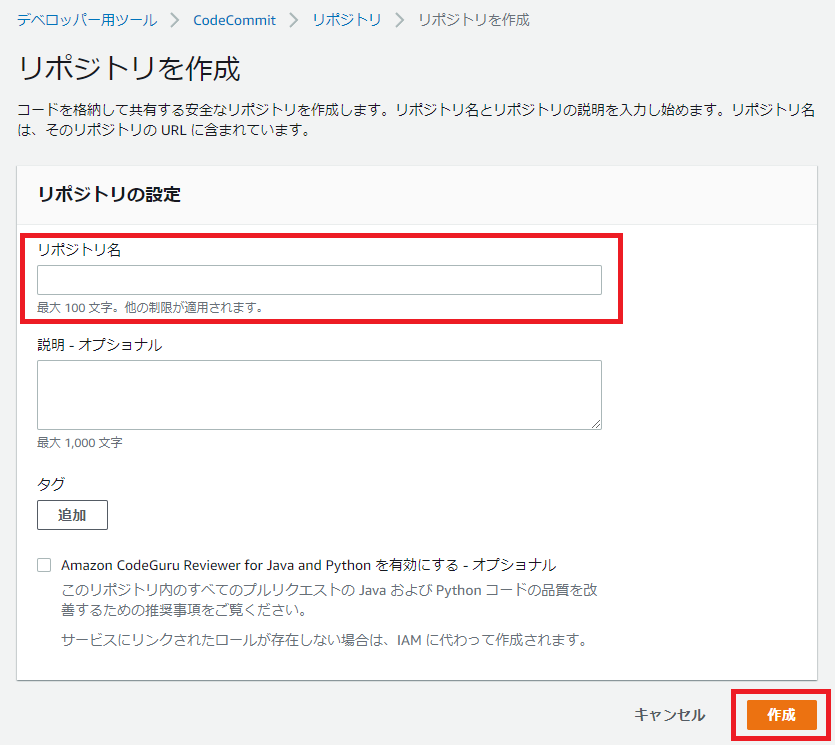 デベロッパー用ツール > CodeCommit > リポジトリ > リポジトリを作成
リポジトリを作成
コードを格納して共有する安全なリポジトリを作成します。リポジトリ名とリポジトリの説明を入力し始めます。リポジトリ名
は、そのリポジトリの URL に含まれています。
リポジトリの設定
リポジトリ名
最大 100 文字。他の制限が適用されます。
説明 - オプショナル
最大 1,000 文字
タグ
追加
Amazon CodeGuru Reviewer for Java and Python を有効にする - オプショナル
このリポジトリ内のすべてのプルリクエストの Java および Python コードの品質を改
善するための推奨事項をご覧ください。
サービスにリンクされたロールが存在しない場合は、IAM に代わって作成されます。
キャンセル
作成